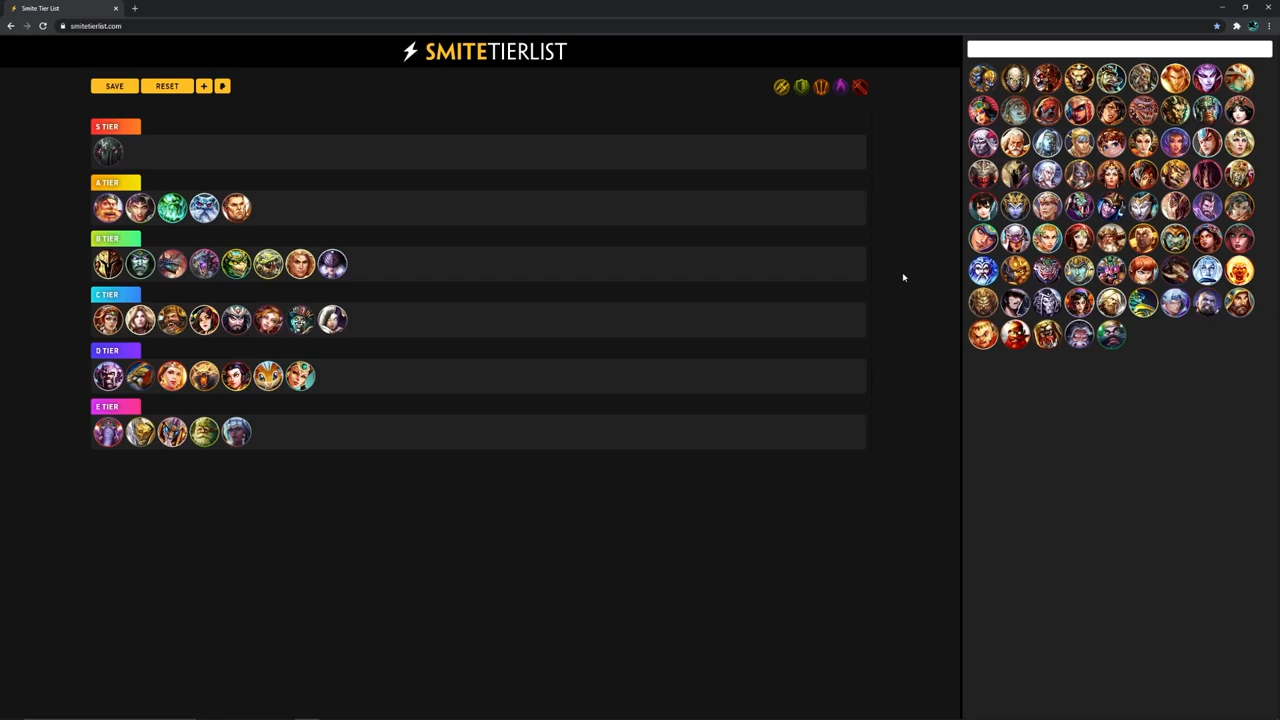 Smite Tier List
smitetierlist.com
SMITETIERLIST
SAVE
RESET
+
S TIER
A TIER
B TIER
C TIER
D TIER
E TIER